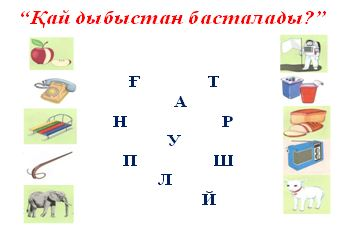 “Қай дыбыстан басталады?”
Ғ Т
А
Н Р
У
П Ш
Л
Й